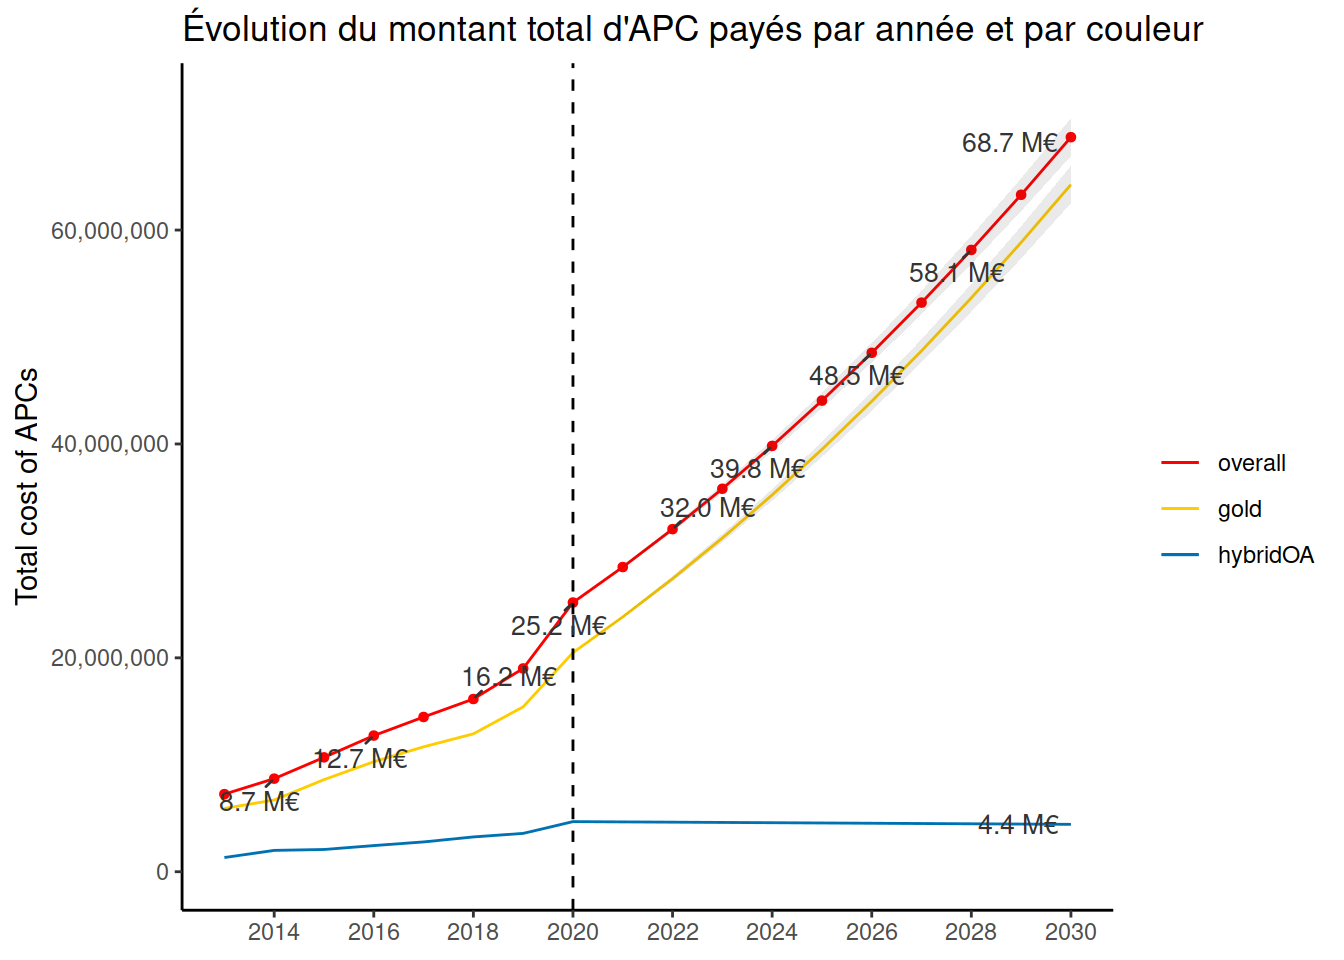 Évolution du montant total d'APC payés par année et par couleur
Total cost of APCs
60,000,000
40,000,000
20,000,000
0
68.7 M€
58.1 M€
48.5 M€
39.8 M€
32.0 M€
25.2 M€
16.2 M€
12.7 M€
8.7 M€
4.4 M€
2014 2016 2018 2020 2022 2024 2026 2028 2030
overall
gold
hybridOA